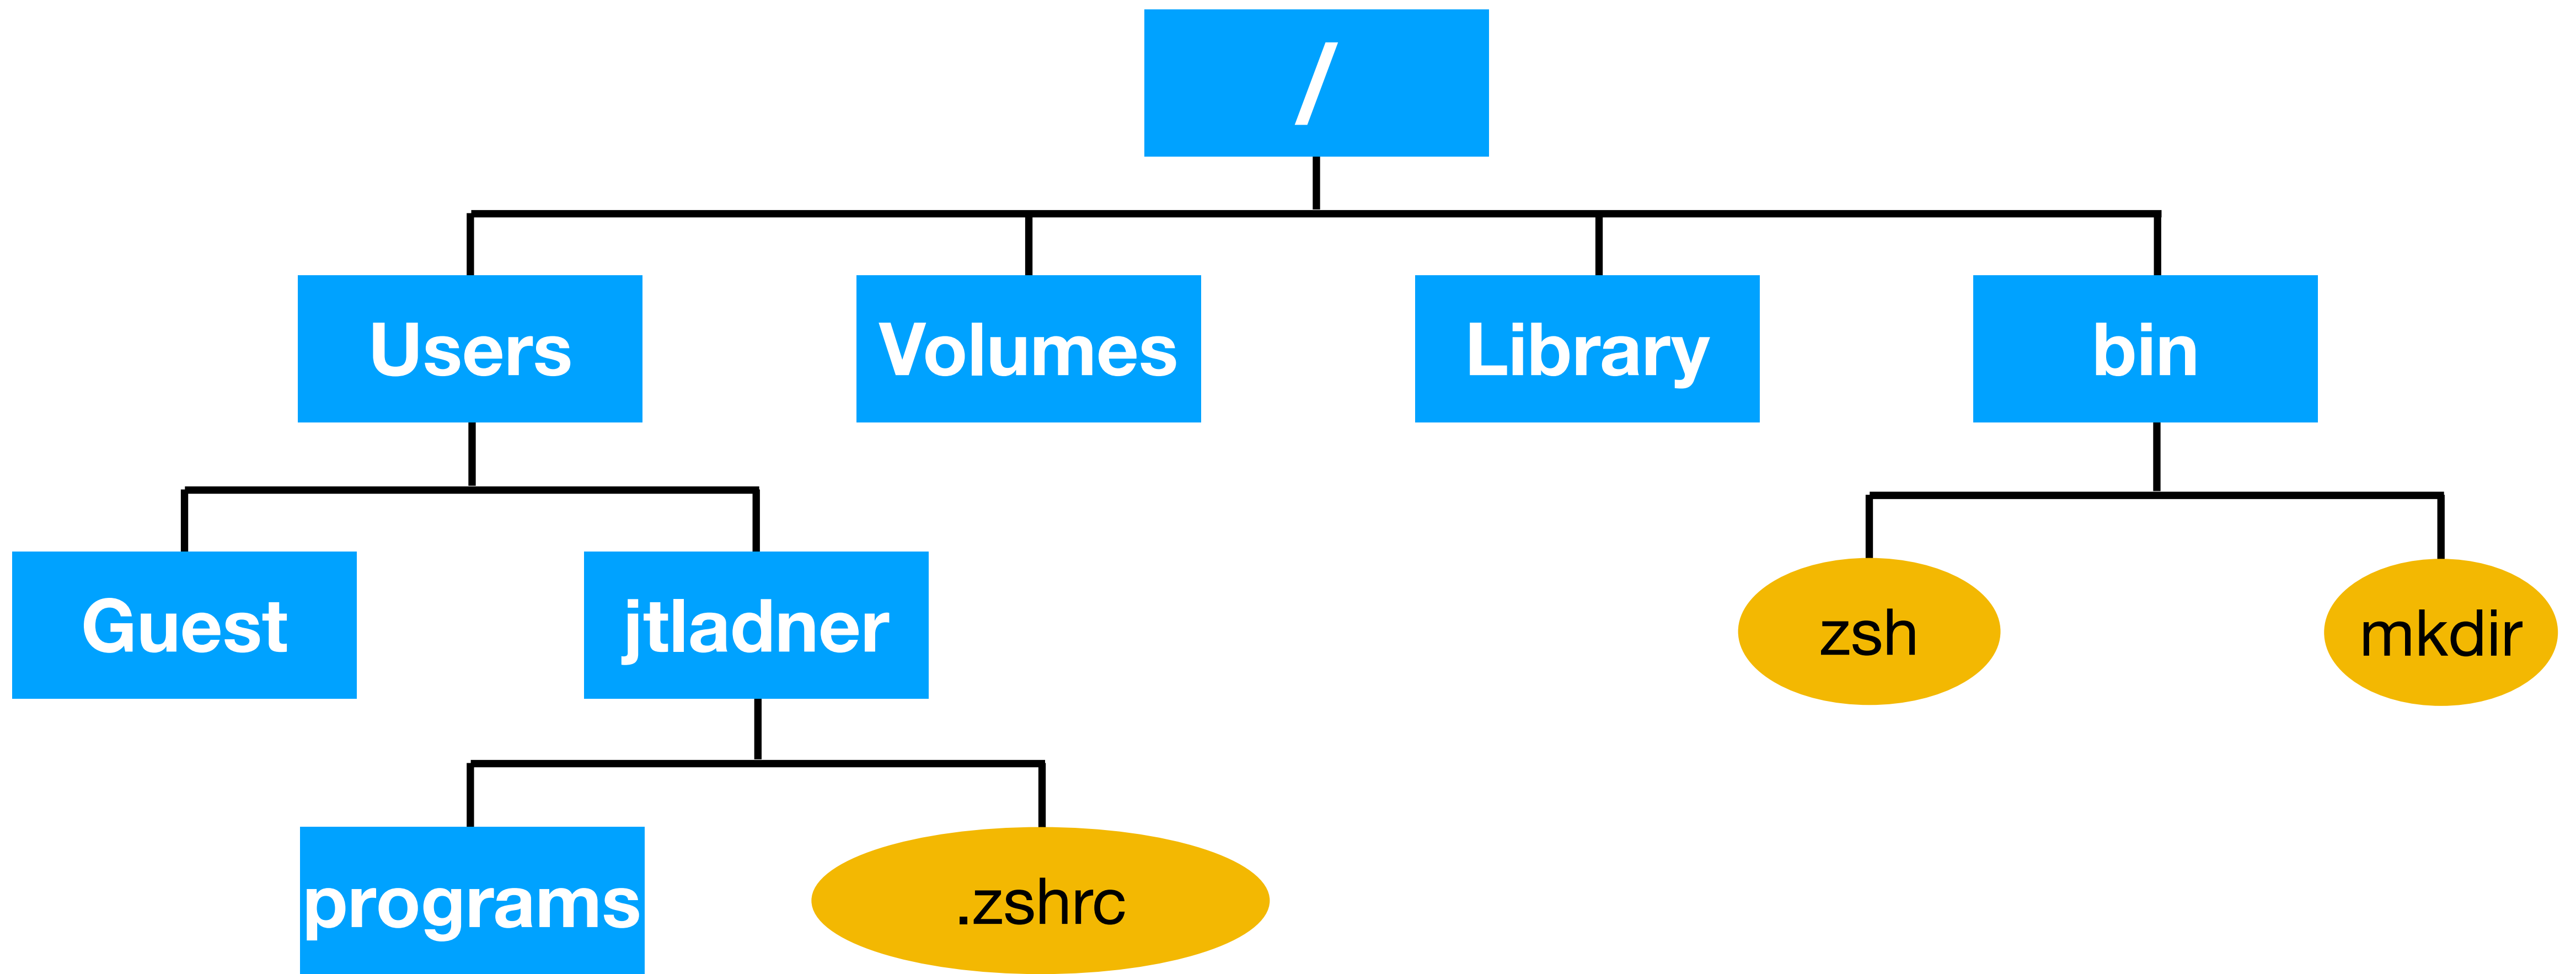 /
Users
Volumes
Library
bin
Guest
jtladner
zsh
mkdir
programs
.zshrc